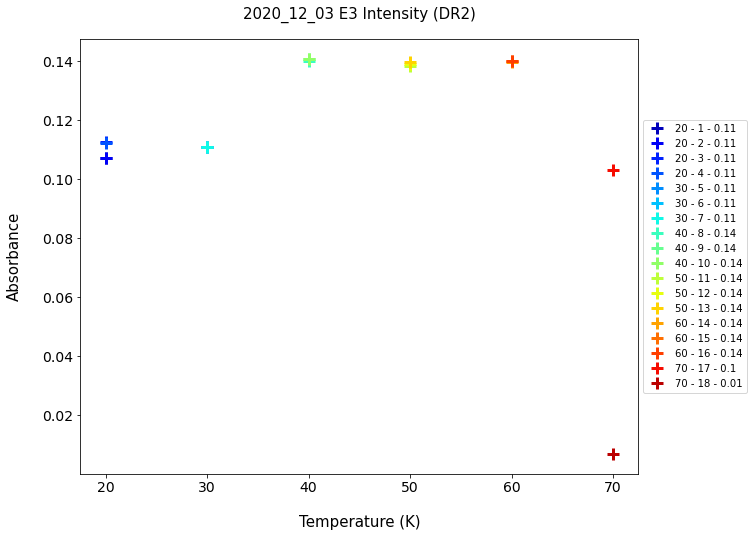 2020_12_03 E3 Intensity (DR2)
0.14
0.12
0.10
0.08
0.06
0.04
0.02
Absorbance
20 30 40 50 60 70
Temperature (K)
20 - 1 - 0.11
20 - 2 - 0.11
20 - 3 - 0.11
20 - 4 - 0.11
30 - 5 - 0.11
30 - 6 - 0.11
30 - 7 - 0.11
40 - 8 - 0.14
40 - 9 - 0.14
40 - 10 - 0.14
50 - 11 - 0.14
50 - 12 - 0.14
50 - 13 - 0.14
60 - 14 - 0.14
60 - 15 - 0.14
60 - 16 - 0.14
70 - 17 - 0.1
70 - 18 - 0.01